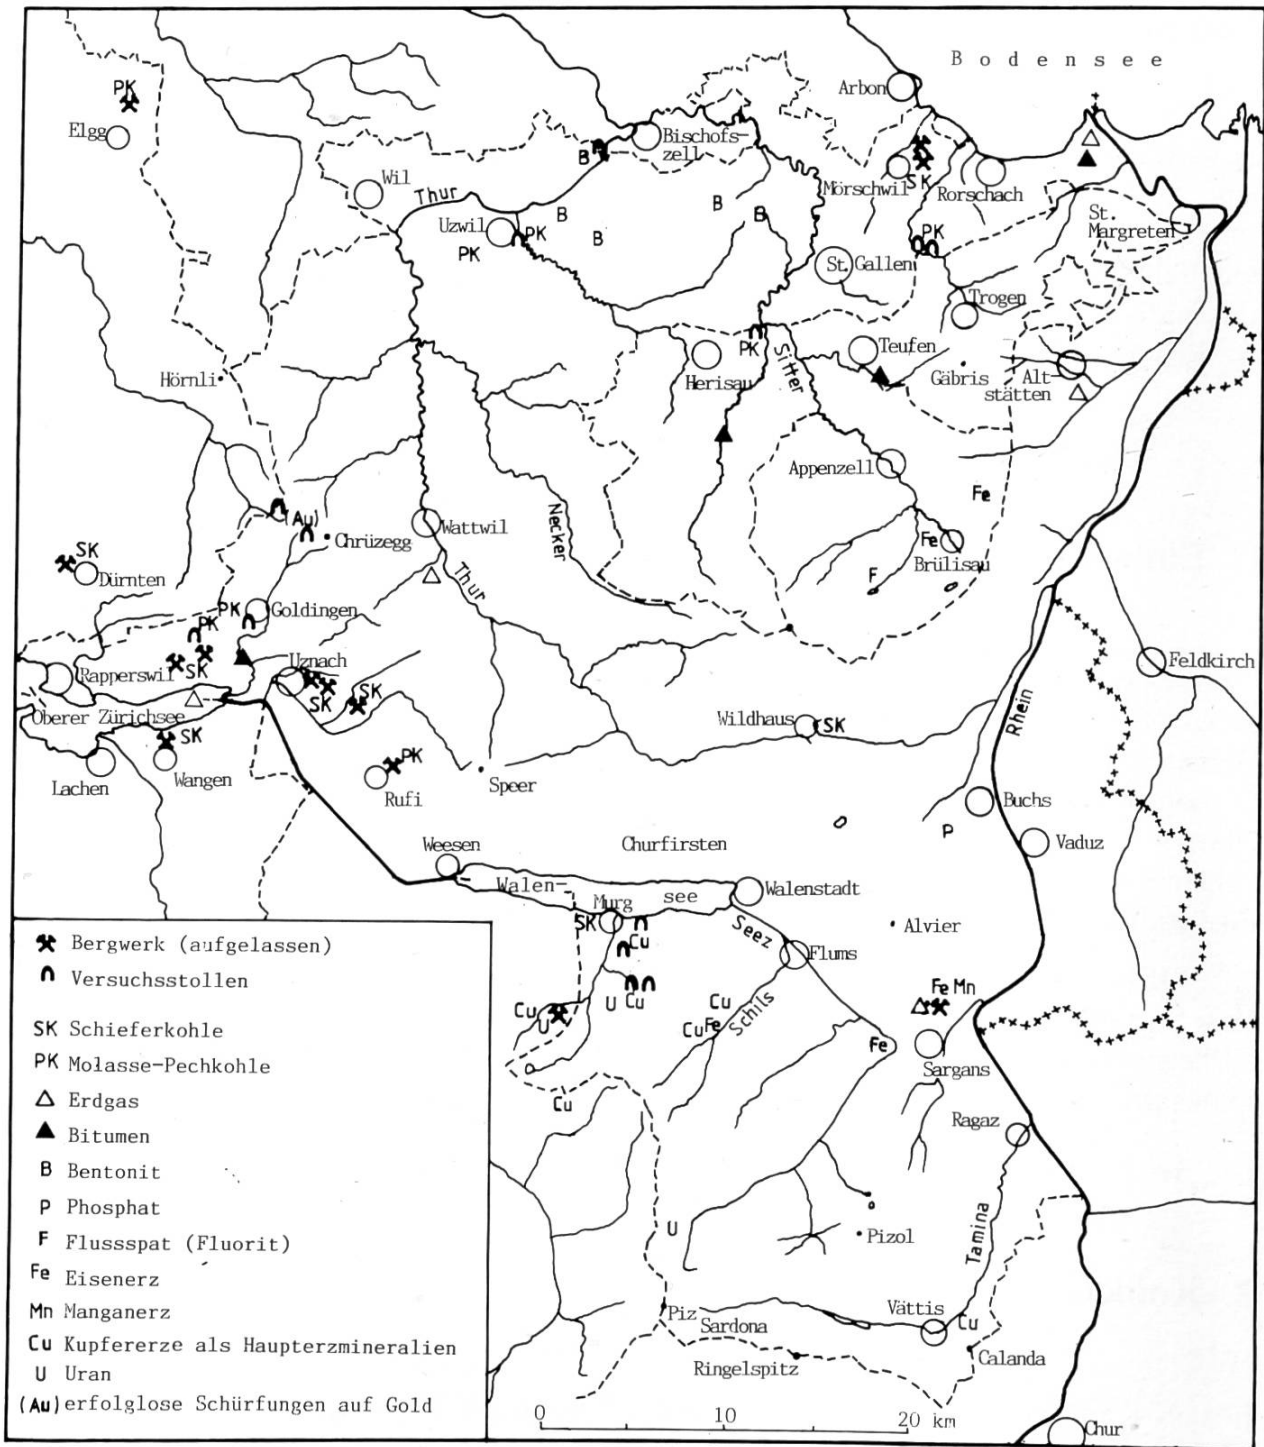 Bodensee
Arbon
PK
Elgg
Bischofs-
zell
B
Wil
Thur
Mörschwil
SK
Rorschach
St.
Margreten
B
B
B
B
Uzwil
PK
PK
PK
St. Gallen
Trogen
PK
Sitter
Teufen
Herisau
Gäbris
Alt-
stätten
Hörnli
Appenzell
Fe
(Au)
Chrüzegg
Wattwil
Necker
Fe
Brülisau
SK
Dürnten
Thur
F
PK
Goldingen
PK
Uznach
Rapperswil
SK
SK
SK
Feldkirch
Oberer Zürichsee
Rhein
Wildhaus
SK
SK
Wangen
Lachen
PK
Rufi
Speer
Buchs
P
Vaduz
Weesen
Churfirsten
Walen-
see
Walenstadt
Murg
SK
Cu
Seez
Alvier
Flums
Cu
U
Cu
U
Cu
Cu
Fe
Schils
Fe Mn
Fe
Sargans
Cu
Ragaz
U
Pizol
Tamina
Vättis
Cu
Piz
Sardona
Ringelspitz
Calanda
Chur
Bergwerk (aufgelassen)
Versuchsstollen
SK Schieferkohle
PK Molasse-Pechkohle
Erdgas
Bitumen
B Bentonit
P Phosphat
F Flussspat (Fluorit)
Fe Eisenerz
Mn Manganerz
Cu Kupfererze als Haupterzmineralien
U Uran
(Au) erfolglose Schürfungen auf Gold
0 10 20 km